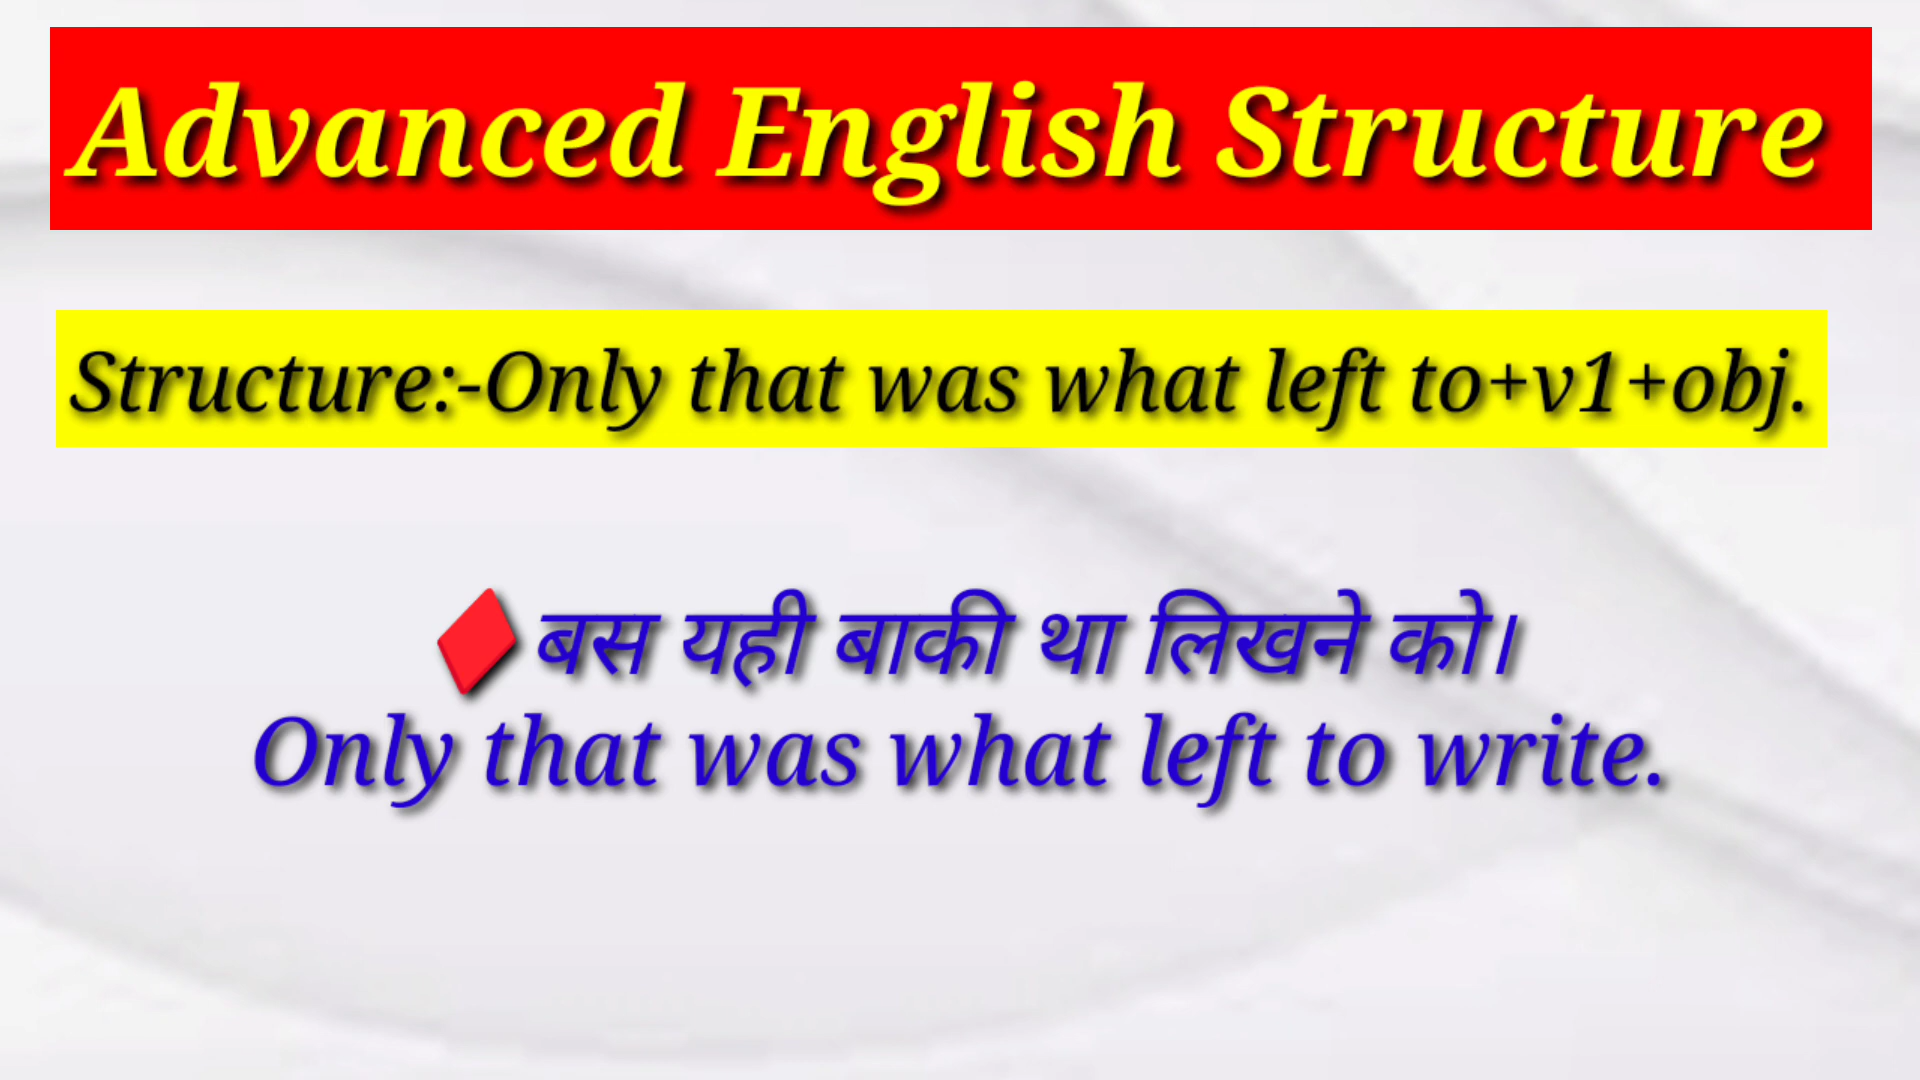 Advanced English Structure
Structure:-Only that was what left to+v1+obj.
♦बस यही बाकी था लिखने को।
Only that was what left to write.